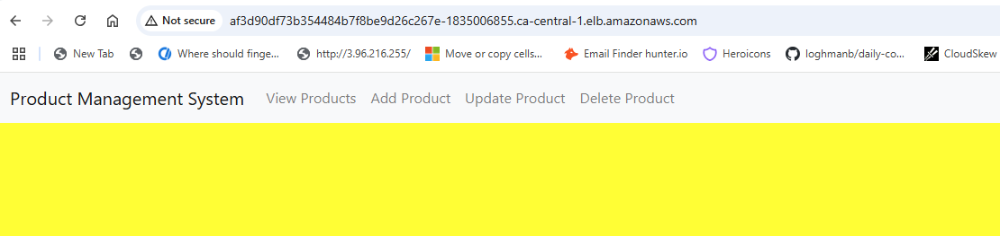 Not secure af3d90df73b354484b7f8be9d26c267e-1835006855.ca-central-1.elb.amazonaws.com
New Tab Where should finge... http://3.96.216.255/ Move or copy cells... Email Finder hunter.io Heroicons loghmanb/daily-co... CloudSkew
Product Management System View Products Add Product Update Product Delete Product